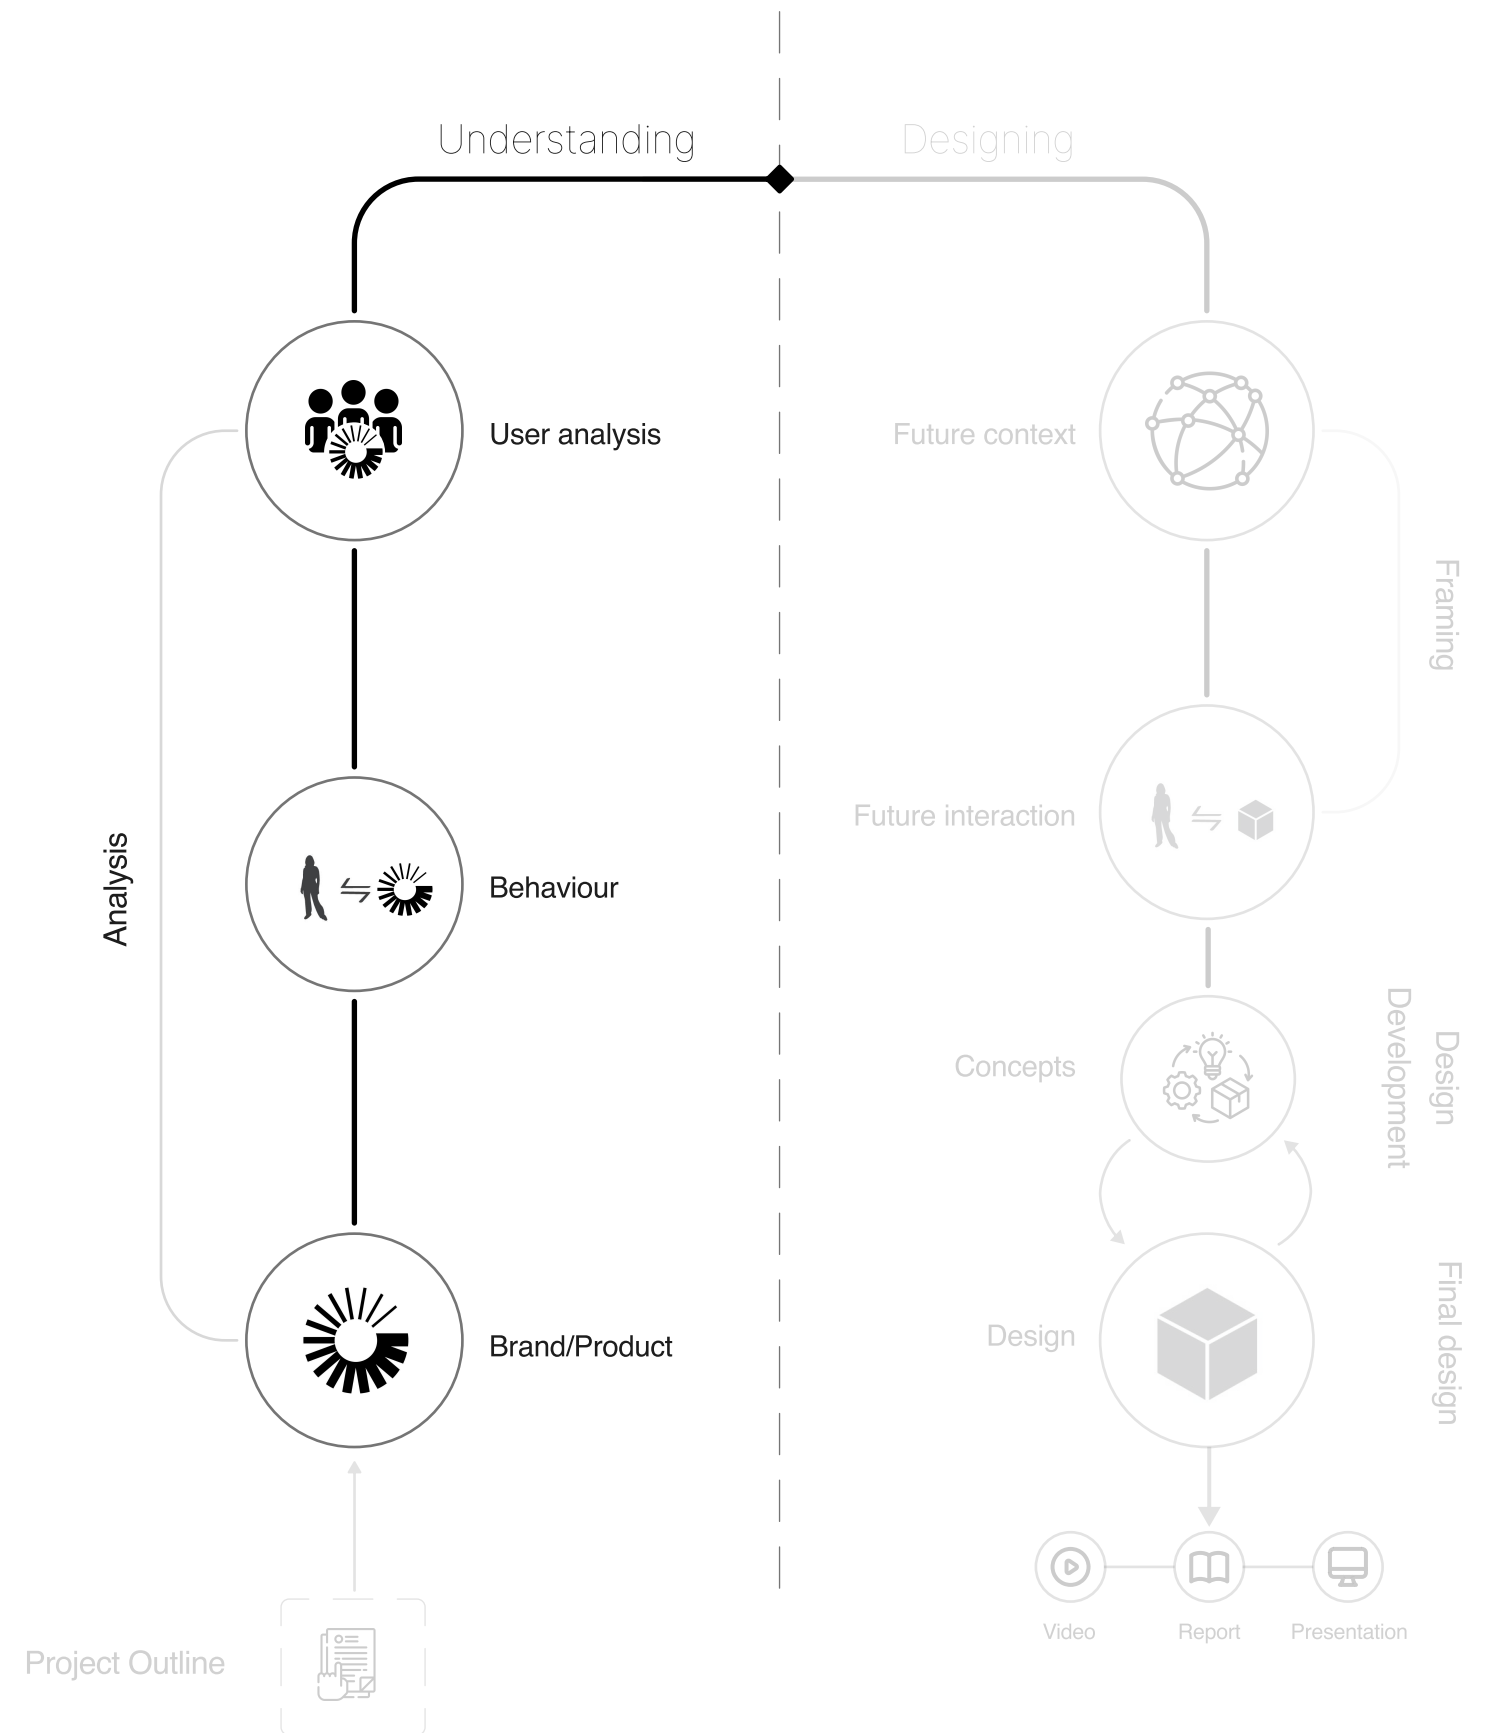 Understanding
Designing
User analysis
Future context
Framing
Analysis
Behaviour
Future interaction
Concepts
Design
Development
Brand/Product
Design
Final design
Project Outline
Video
Report
Presentation